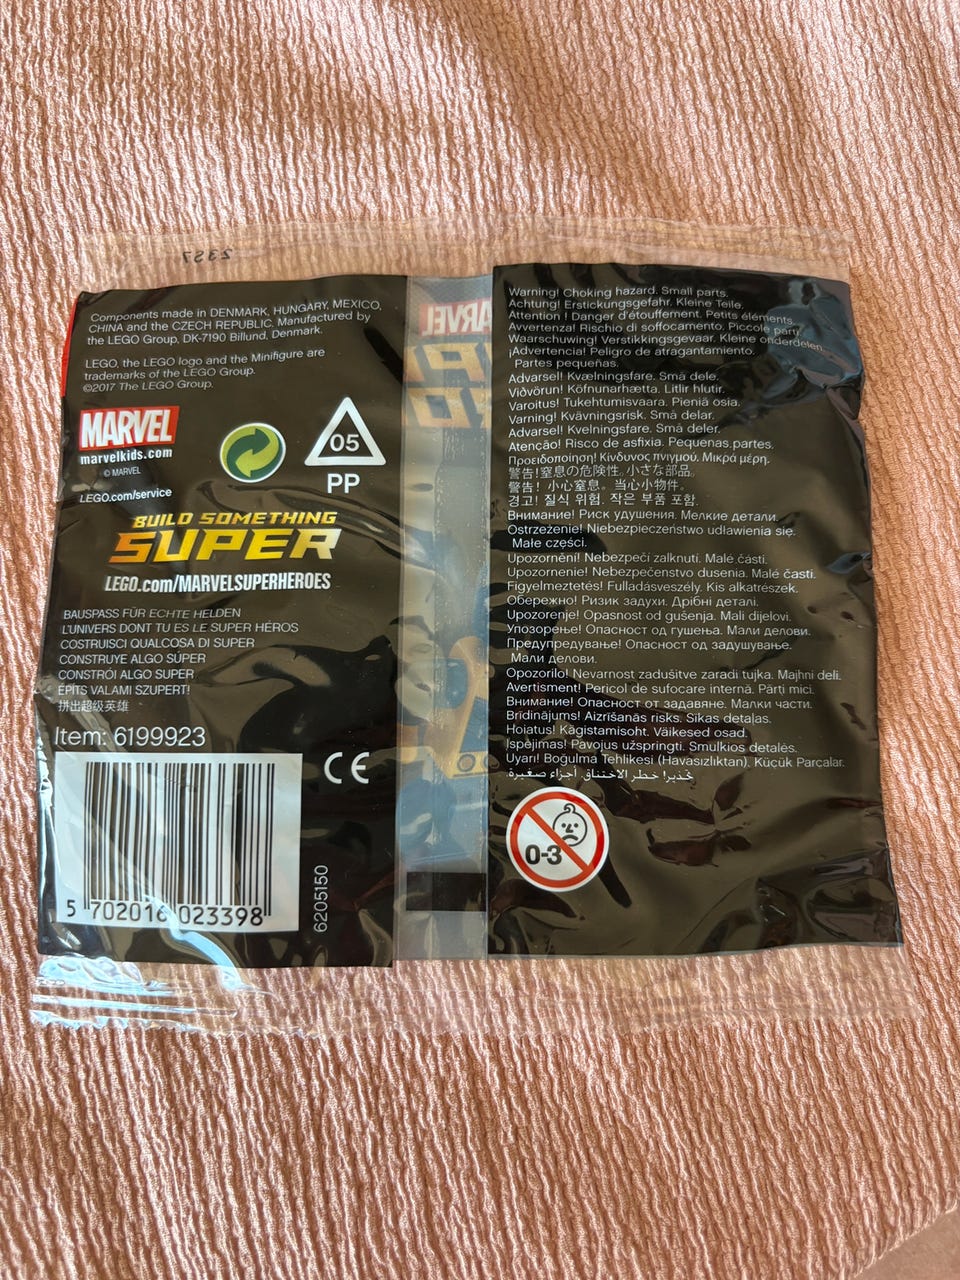 2357
Components made in DENMARK, HUNGARY, MEXICO,
CHINA and the CZECH REPUBLIC. Manufactured by
the LEGO Group, DK-7190 Billund, Denmark.
LEGO, the LEGO logo and the Minifigure are
trademarks of the LEGO Group.
©2017 The LEGO Group.
MARVEL
marvelkids.com
© MARVEL
LEGO.com/service
05
PP
BUILD SOMETHING
SUPER
LEGO.com/MARVELSUPERHEROES
BAUSPASS FÜR ECHTE HELDEN
L'UNIVERS DONT TU ES LE SUPER HÉROS
COSTRUISCI QUALCOSA DI SUPER
CONSTRUYE ALGO SÚPER
CONSTRÓI ALGO SUPER
ÉPÍTS VALAMI SZUPERT!
拼出超级英雄
Item: 6199923
CE
5 702016 023398
6205150
MARVEL
Warning! Choking hazard. Small parts.
Achtung! Erstickungsgefahr. Kleine Teile.
Attention ! Danger d'étouffement. Petits éléments.
Avvertenza! Rischio di soffocamento. Piccole parti.
Waarschuwing! Verstikkingsgevaar. Kleine onderdelen.
¡Advertencia! Peligro de atragantamiento.
Partes pequeñas.
Advarsel! Kvælningsfare. Små dele.
Viðvörun! Köfnunarhætta. Litlir hlutir.
Varoitus! Tukehtumisvaara. Pieniä osia.
Varning! Kvävningsrisk. Små delar.
Advarsel! Kvelningsfare. Små deler.
Atenção! Risco de asfixia. Pequenas partes.
Προειδοποίηση! Κίνδυνος πνιγμού. Μικρά μέρη.
警告!窒息の危険性。小さな部品。
警告! 小心窒息。当心小物件。
경고! 질식 위험. 작은 부품 포함.
Внимание! Риск удушения. Мелкие детали.
Ostrzeżenie! Niebezpieczeństwo udławienia się.
Małe części.
Upozornění! Nebezpečí zalknutí. Malé části.
Upozornenie! Nebezpečenstvo dusenia. Malé časti.
Figyelmeztetés! Fulladásveszély. Kis alkatrészek.
Обережно! Ризик задухи. Дрібні деталі.
Upozorenje! Opasnost od gušenja. Mali dijelovi.
Упозорење! Опасност од гушења. Мали делови.
Предупредување! Опасност од задушување.
Мали делови.
Opozorilo! Nevarnost zadušitve zaradi tujka. Majhni deli.
Avertisment! Pericol de sufocare internă. Părți mici.
Внимание! Опасност от задавяне. Малки части.
Brīdinājums! Aizrīšanās risks. Sīkas detaļas.
Hoiatus! Kägistamisoht. Väikesed osad.
Įspėjimas! Pavojus užspringti. Smulkios detalės.
Uyarı! Boğulma Tehlikesi (Havasızlıktan). Küçük Parçalar.
تحذير! خطر الاختناق. أجزاء صغيرة.
0-3